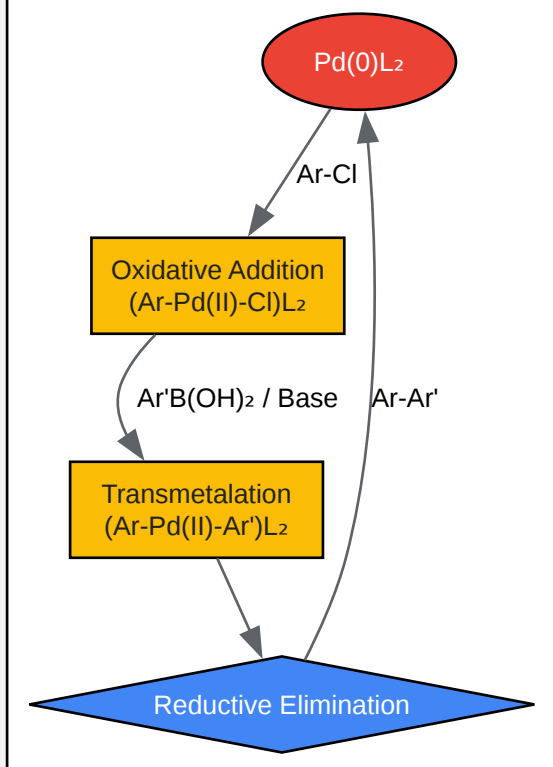 Pd(0)L₂
Ar-Cl
Oxidative Addition
(Ar-Pd(II)-Cl)L₂
Ar'B(OH)₂ / Base
Ar-Ar'
Transmetalation
(Ar-Pd(II)-Ar')L₂
Reductive Elimination